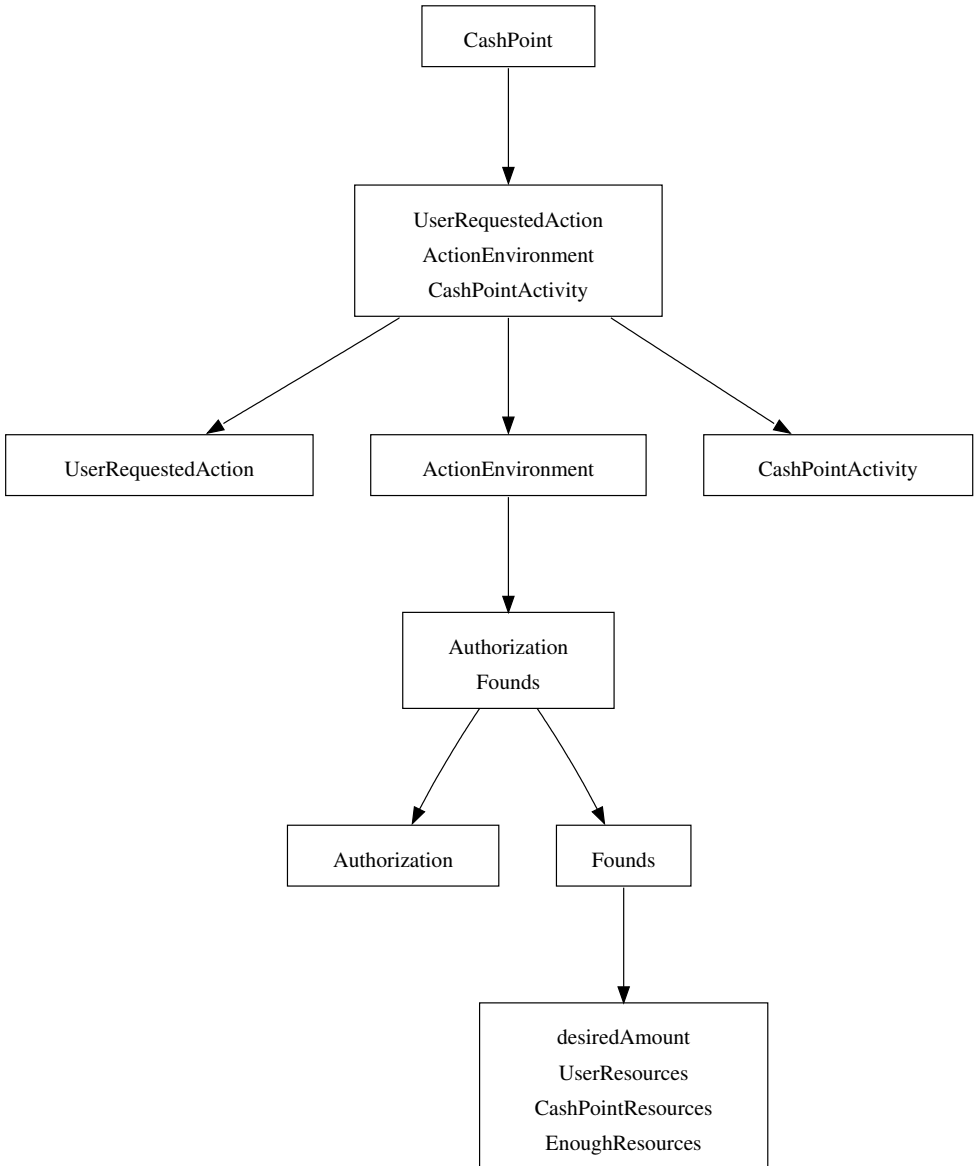 CashPoint
UserRequestedAction
ActionEnvironment
CashPointActivity
UserRequestedAction
ActionEnvironment
CashPointActivity
Authorization
Founds
Authorization
Founds
desiredAmount
UserResources
CashPointResources
EnoughResources